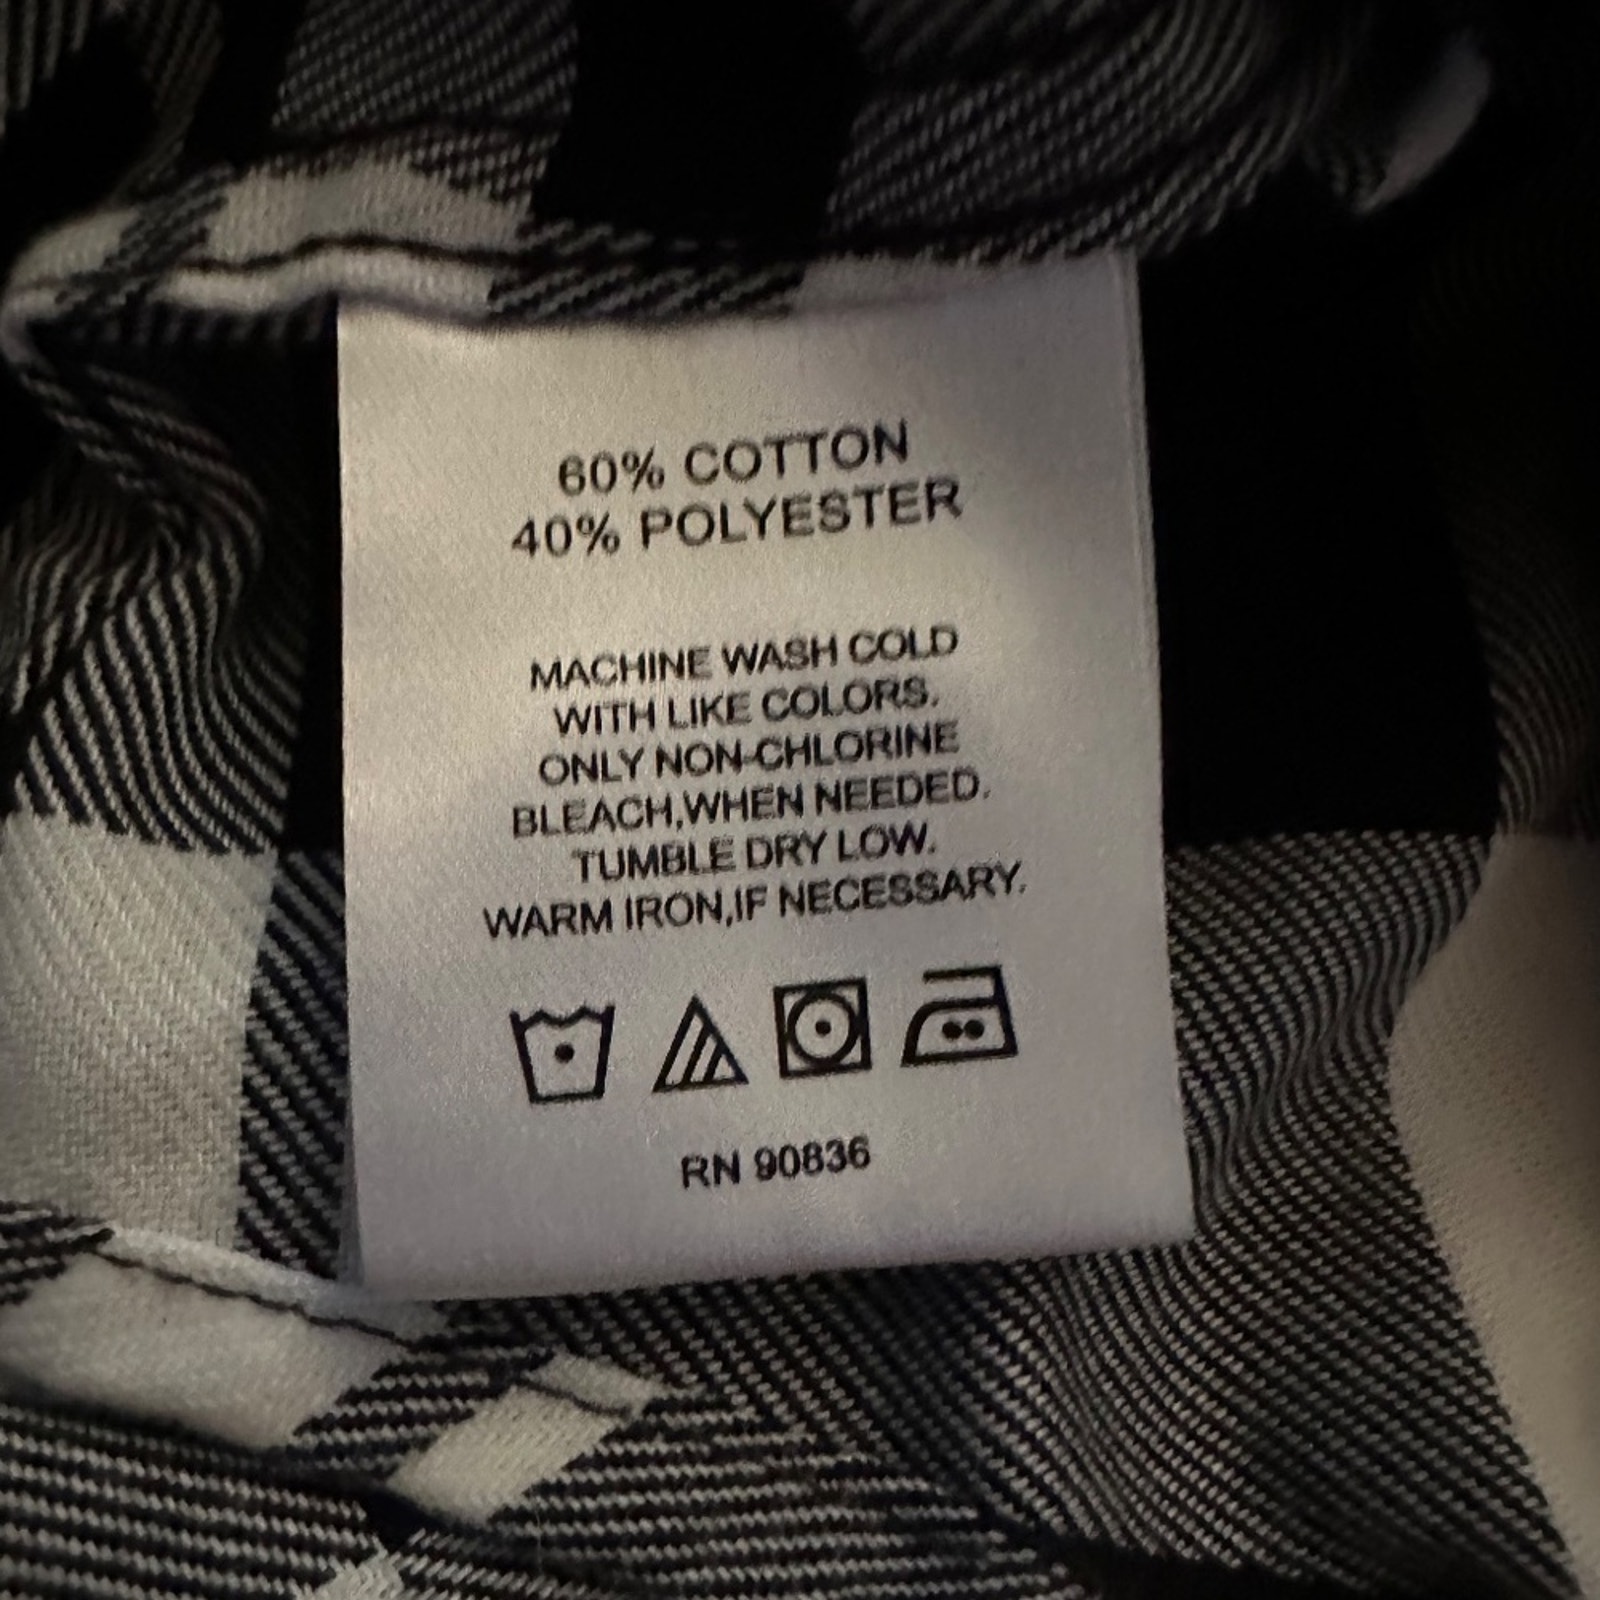 60% COTTON
40% POLYESTER
MACHINE WASH COLD
WITH LIKE COLORS.
ONLY NON-CHLORINE
BLEACH,WHEN NEEDED.
TUMBLE DRY LOW.
WARM IRON,IF NECESSARY.
RN 90836